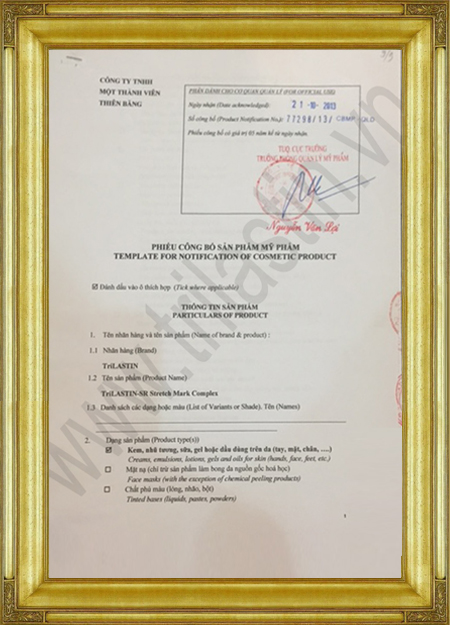 3/9
CÔNG TY TNHH
MỘT THÀNH VIÊN
THIÊN BĂNG
PHẦN DÀNH CHO CƠ QUAN QUẢN LÝ (FOR OFFICIAL USE)
Ngày nhận (Date acknowledged): 21-10-2013
Số công bố (Product Notification No.): 77298/13/CBMP-QLD
Phiếu công bố có giá trị 05 năm kể từ ngày nhận.
TUQ. CỤC TRƯỞNG
TRƯỞNG PHÒNG QUẢN LÝ MỸ PHẨM
Nguyễn Văn Lợi
PHIẾU CÔNG BỐ SẢN PHẨM MỸ PHẨM
TEMPLATE FOR NOTIFICATION OF COSMETIC PRODUCT
☑ Đánh dấu vào ô thích hợp (Tick where applicable)
THÔNG TIN SẢN PHẨM
PARTICULARS OF PRODUCT
1. Tên nhãn hàng và tên sản phẩm (Name of brand & product) :
1.1 Nhãn hàng (Brand)
TriLASTIN
1.2 Tên sản phẩm (Product Name)
TriLASTIN-SR Stretch Mark Complex
1.3 Danh sách các dạng hoặc màu (List of Variants or Shade). Tên (Names)
2. Dạng sản phẩm (Product type(s))
☑ Kem, nhũ tương, sữa, gel hoặc dầu dùng trên da (tay, mặt, chân, .....)
Creams, emulsions, lotions, gels and oils for skin (hands, face, feet, etc.)
☐ Mặt nạ (chỉ trừ sản phẩm làm bong da nguồn gốc hoá học)
Face masks (with the exception of chemical peeling products)
☐ Chất phủ màu (lỏng, nhão, bột)
Tinted bases (liquids, pastes, powders)
1
www.trilastin.vn